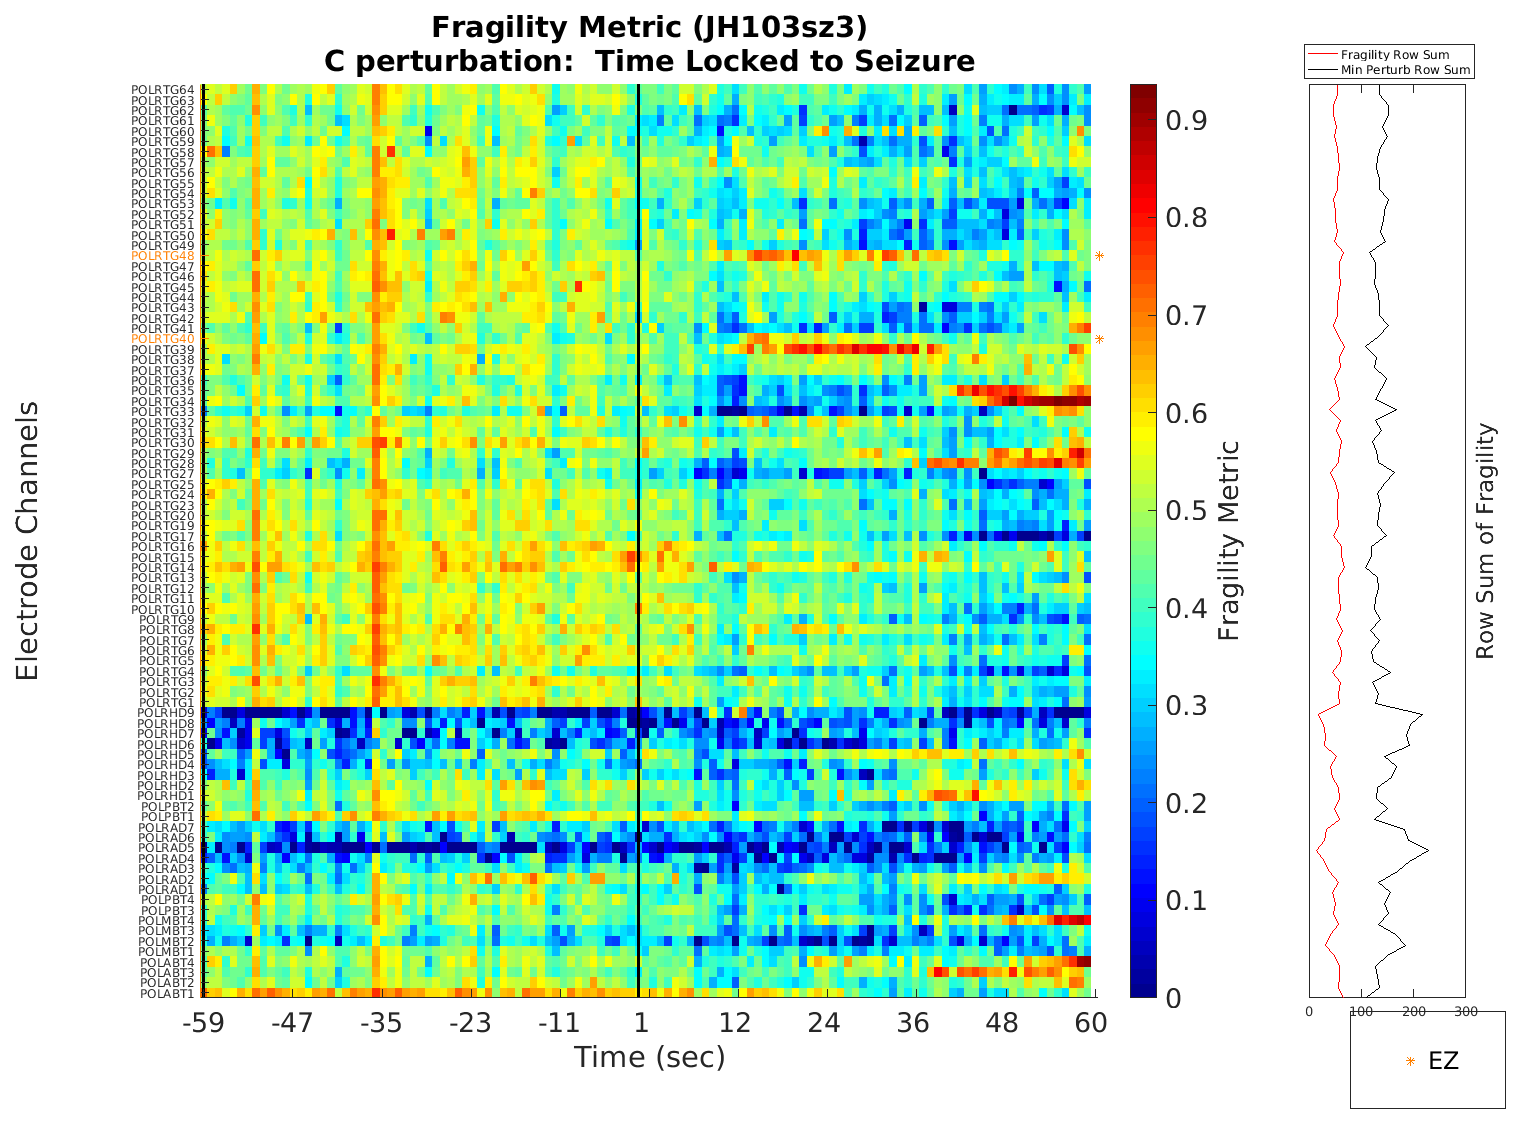 Fragility Metric (JH103sz3)
C perturbation:  Time Locked to Seizure
Electrode Channels
POLRTG64
POLRTG63
POLRTG62
POLRTG61
POLRTG60
POLRTG59
POLRTG58
POLRTG57
POLRTG56
POLRTG55
POLRTG54
POLRTG53
POLRTG52
POLRTG51
POLRTG50
POLRTG49
POLRTG48
POLRTG47
POLRTG46
POLRTG45
POLRTG44
POLRTG43
POLRTG42
POLRTG41
POLRTG40
POLRTG39
POLRTG38
POLRTG37
POLRTG36
POLRTG35
POLRTG34
POLRTG33
POLRTG32
POLRTG31
POLRTG30
POLRTG29
POLRTG28
POLRTG27
POLRTG25
POLRTG24
POLRTG23
POLRTG20
POLRTG19
POLRTG17
POLRTG16
POLRTG15
POLRTG14
POLRTG13
POLRTG12
POLRTG11
POLRTG10
POLRTG9
POLRTG8
POLRTG7
POLRTG6
POLRTG5
POLRTG4
POLRTG3
POLRTG2
POLRTG1
POLRHD9
POLRHD8
POLRHD7
POLRHD6
POLRHD5
POLRHD4
POLRHD3
POLRHD2
POLRHD1
POLPBT2
POLPBT1
POLRAD7
POLRAD6
POLRAD5
POLRAD4
POLRAD3
POLRAD2
POLRAD1
POLPBT4
POLPBT3
POLMBT4
POLMBT3
POLMBT2
POLMBT1
POLABT4
POLABT3
POLABT2
POLABT1
-59 -47 -35 -23 -11 1 12 24 36 48 60
Time (sec)
0.9
0.8
0.7
0.6
0.5
0.4
0.3
0.2
0.1
0
Fragility Metric
Fragility Row Sum
Min Perturb Row Sum
0 100 200 300
Row Sum of Fragility
EZ